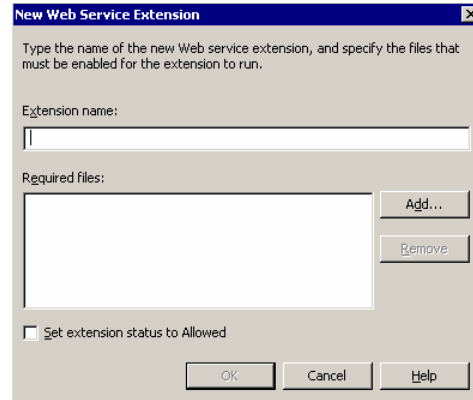 New Web Service Extension
Type the name of the new Web service extension, and specify the files that
must be enabled for the extension to run.
Extension name:
Required files:
Add...
Remove
Set extension status to Allowed
OK
Cancel
Help